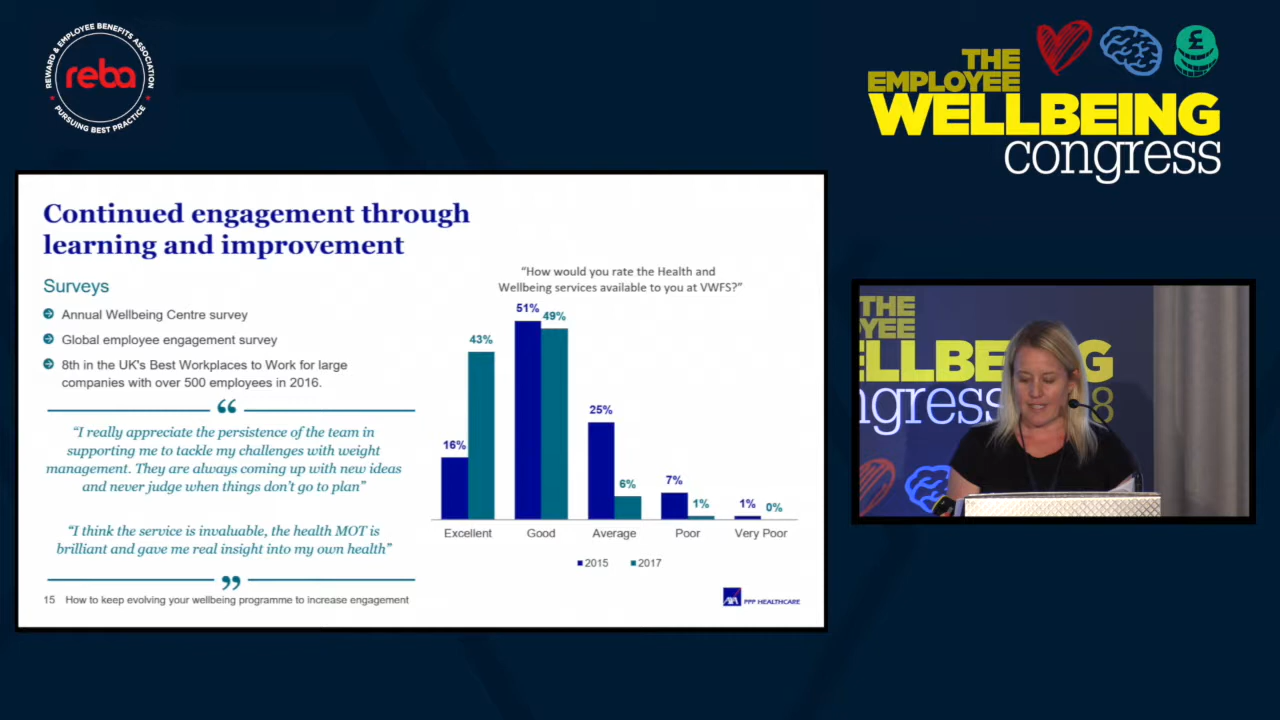 REWARD & EMPLOYEE BENEFITS ASSOCIATION
reba
PURSUING BEST PRACTICE
THE
EMPLOYEE
WELLBEING
congress
£
Continued engagement through
learning and improvement
Surveys
Annual Wellbeing Centre survey
Global employee engagement survey
8th in the UK's Best Workplaces to Work for large
companies with over 500 employees in 2016.
“
“I really appreciate the persistence of the team in
supporting me to tackle my challenges with weight
management. They are always coming up with new ideas
and never judge when things don’t go to plan”
“I think the service is invaluable, the health MOT is
brilliant and gave me real insight into my own health”
”
15 How to keep evolving your wellbeing programme to increase engagement
“How would you rate the Health and
Wellbeing services available to you at VWFS?”
16% 43% 51% 49% 25% 6% 7% 1% 1% 0%
Excellent Good Average Poor Very Poor
2015 2017
AXA PPP HEALTHCARE
THE
YEE
ELLBEING
ngress 8